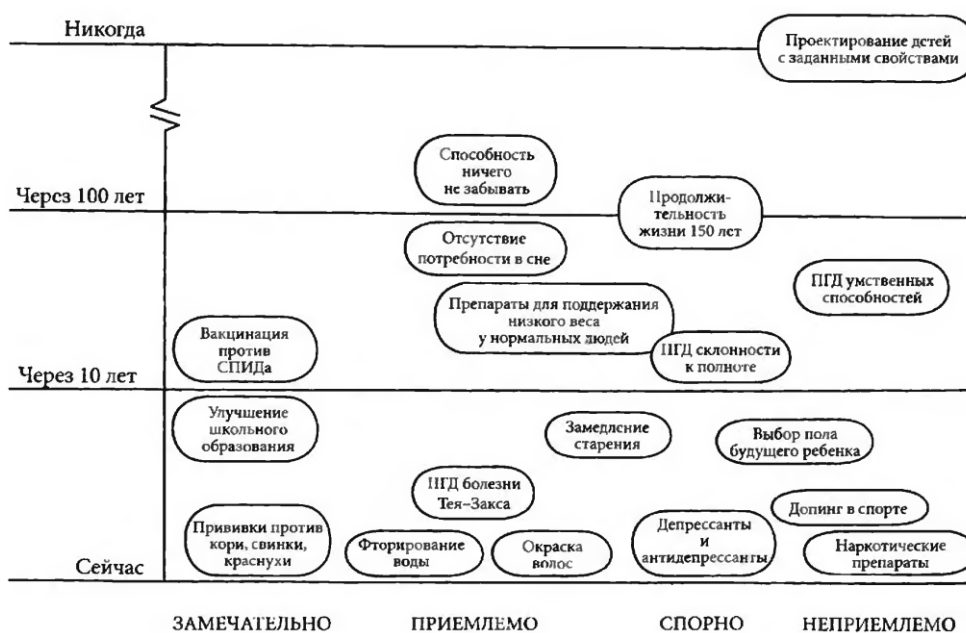 Никогда
Проектирование детей
с заданными свойствами
Способность
ничего
не забывать
Через 100 лет
Продолжи-
тельность
жизни 150 лет
Отсутствие
потребности в сне
ПГД умственных
способностей
Препараты для поддержания
низкого веса
у нормальных людей
Вакцинация
против
СПИДа
ПГД склонности
к полноте
Через 10 лет
Улучшение
школьного
образования
Замедление
старения
Выбор пола
будущего ребенка
ПГД болезни
Тея–Закса
Допинг в спорте
Прививки против
кори, свинки,
краснухи
Фторирование
воды
Окраска
волос
Депрессанты
и
антидепрессанты
Наркотические
препараты
Сейчас
ЗАМЕЧАТЕЛЬНО ПРИЕМЛЕМО СПОРНО НЕПРИЕМЛЕМО